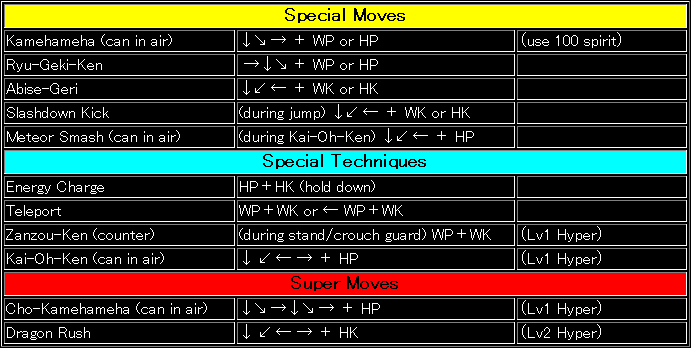 Special Moves
Kamehameha (can in air) ↓↘→ + WP or HP (use 100 spirit)
Ryu-Geki-Ken →↓↘ + WP or HP
Abise-Geri ↓↙← + WK or HK
Slashdown Kick (during jump) ↓↙← + WK or HK
Meteor Smash (can in air) (during Kai-Oh-Ken) ↓↙← + HP
Special Techniques
Energy Charge HP+HK (hold down)
Teleport WP+WK or ← WP+WK
Zanzou-Ken (counter) (during stand/crouch guard) WP+WK (Lv1 Hyper)
Kai-Oh-Ken (can in air) ↓ ↙←→ + HP (Lv1 Hyper)
Super Moves
Cho-Kamehameha (can in air) ↓↘→↓↘→ + HP (Lv1 Hyper)
Dragon Rush ↓ ↙←→ + HK (Lv2 Hyper)